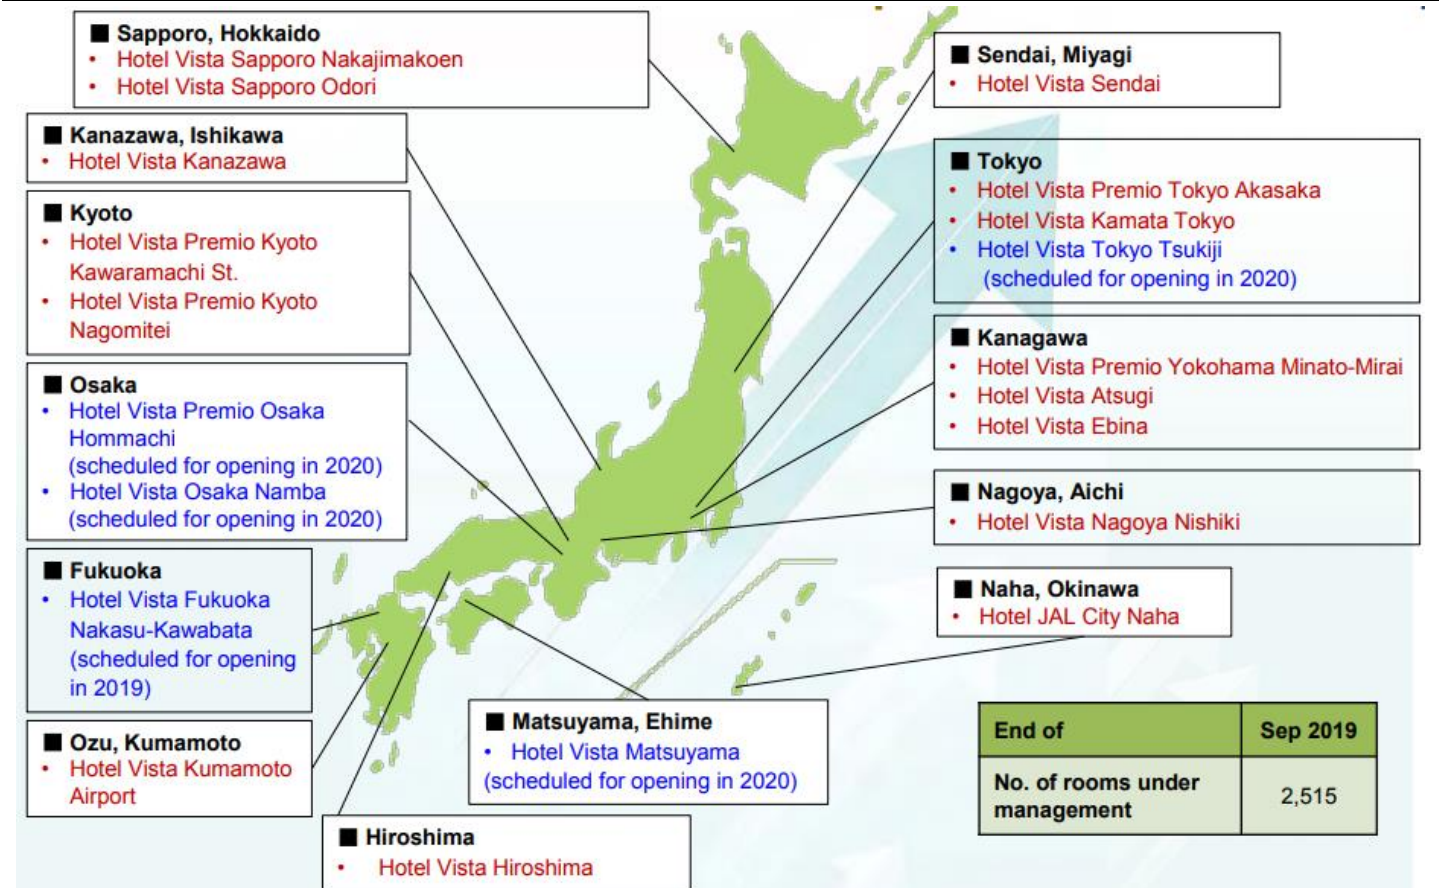 ■ Sapporo, Hokkaido
• Hotel Vista Sapporo Nakajimakoen
• Hotel Vista Sapporo Odori
■ Kanazawa, Ishikawa
• Hotel Vista Kanazawa
■ Kyoto
• Hotel Vista Premio Kyoto
Kawaramachi St.
• Hotel Vista Premio Kyoto
Nagomitei
■ Osaka
• Hotel Vista Premio Osaka
Hommachi
(scheduled for opening in 2020)
• Hotel Vista Osaka Namba
(scheduled for opening in 2020)
■ Fukuoka
• Hotel Vista Fukuoka
Nakasu-Kawabata
(scheduled for opening
in 2019)
■ Ozu, Kumamoto
• Hotel Vista Kumamoto
Airport
■ Hiroshima
• Hotel Vista Hiroshima
■ Matsuyama, Ehime
• Hotel Vista Matsuyama
(scheduled for opening in 2020)
■ Sendai, Miyagi
• Hotel Vista Sendai
■ Tokyo
• Hotel Vista Premio Tokyo Akasaka
• Hotel Vista Kamata Tokyo
• Hotel Vista Tokyo Tsukiji
(scheduled for opening in 2020)
■ Kanagawa
• Hotel Vista Premio Yokohama Minato-Mirai
• Hotel Vista Atsugi
• Hotel Vista Ebina
■ Nagoya, Aichi
• Hotel Vista Nagoya Nishiki
■ Naha, Okinawa
• Hotel JAL City Naha
End of Sep 2019
No. of rooms under
management 2,515